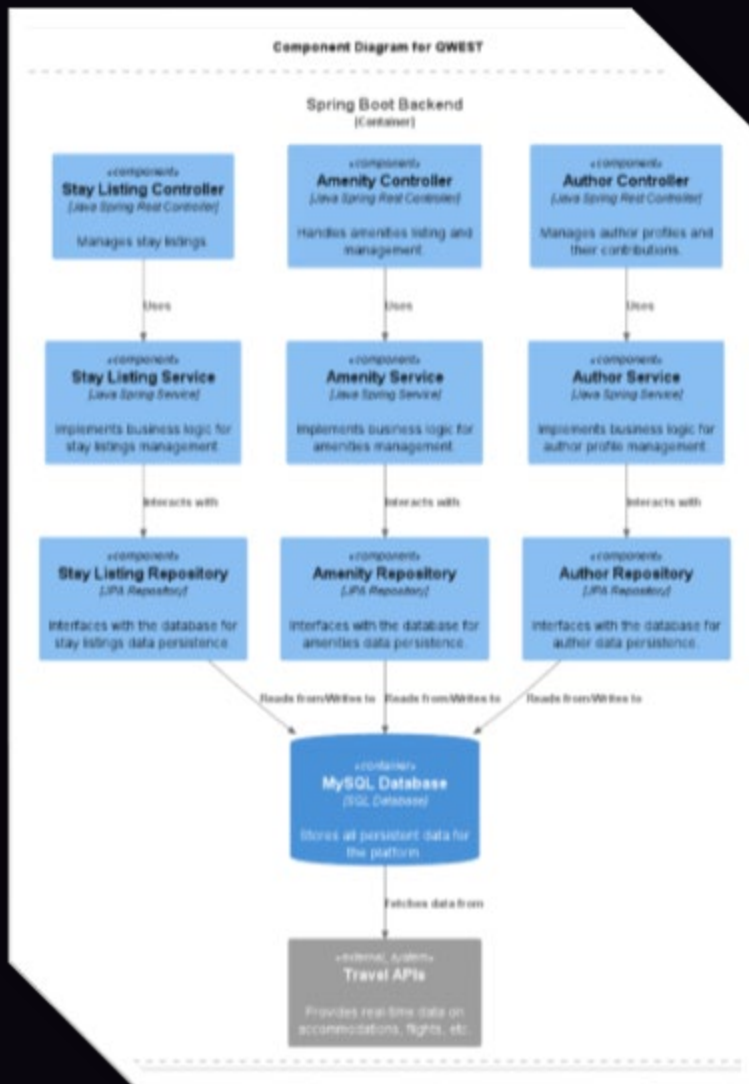 Component Diagram for QWEST
Spring Boot Backend
[Container]
«component»
Stay Listing Controller
[Java Spring Rest Controller]
Manages stay listings.
«component»
Amenity Controller
[Java Spring Rest Controller]
Handles amenities listing and
management.
«component»
Author Controller
[Java Spring Rest Controller]
Manages author profiles and
their contributions.
Uses
Uses
Uses
«component»
Stay Listing Service
[Java Spring Service]
Implements business logic for
stay listings management.
«component»
Amenity Service
[Java Spring Service]
Implements business logic for
amenities management.
«component»
Author Service
[Java Spring Service]
Implements business logic for
author profile management.
Interacts with
Interacts with
Interacts with
«component»
Stay Listing Repository
[JPA Repository]
Interfaces with the database for
stay listings data persistence.
«component»
Amenity Repository
[JPA Repository]
Interfaces with the database for
amenities data persistence.
«component»
Author Repository
[JPA Repository]
Interfaces with the database for
author data persistence.
Reads from/Writes to
Reads from/Writes to
Reads from/Writes to
«container»
MySQL Database
[SQL Database]
Stores all persistent data for
the platform.
Fetches data from
«external_system»
Travel APIs
Provides real-time data on
accommodations, flights, etc.